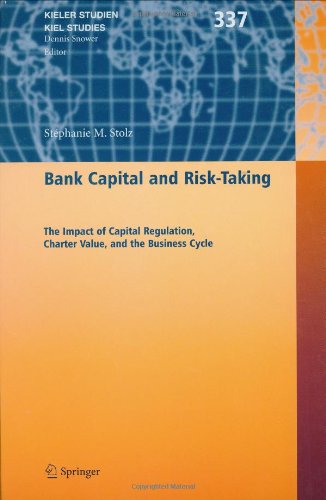 KIELER STUDIEN
KIEL STUDIES
Dennis Snower
Editor
337
Stephanie M. Stolz
Bank Capital and Risk-Taking
The Impact of Capital Regulation,
Charter Value, and the Business Cycle
Springer